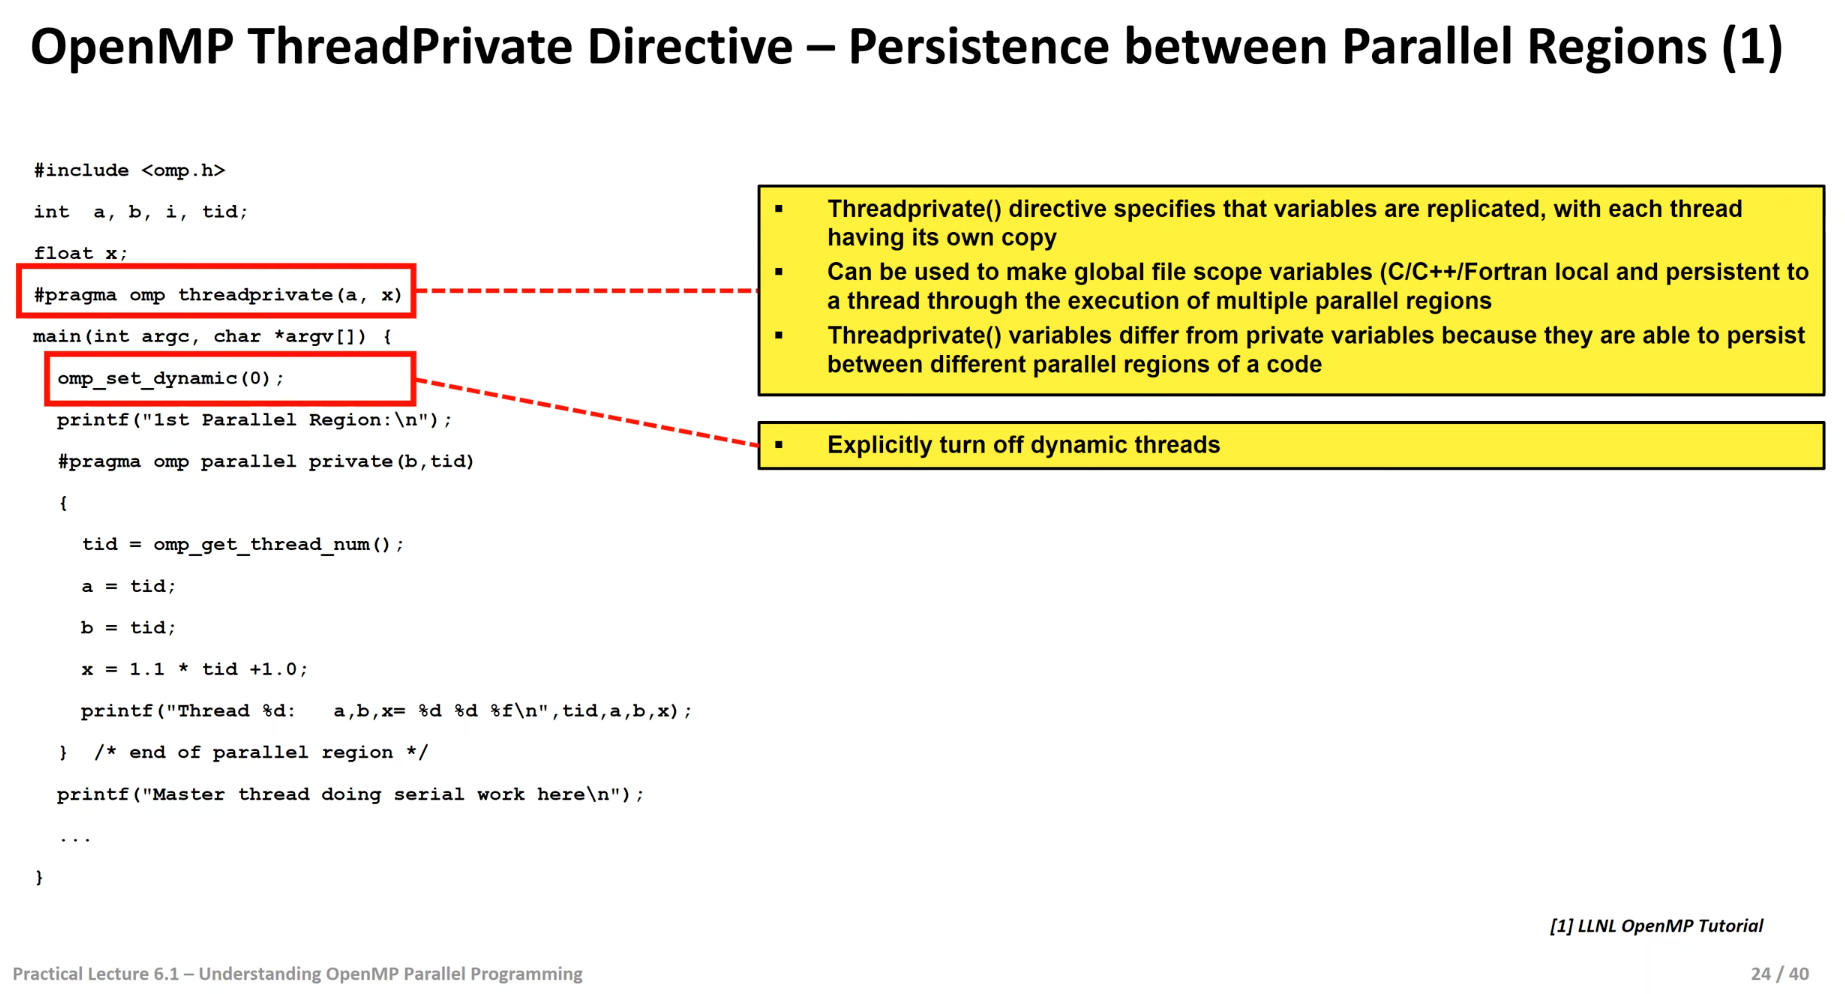 OpenMP ThreadPrivate Directive – Persistence between Parallel Regions (1)
#include <omp.h>
int  a, b, i, tid;
float x;
#pragma omp threadprivate(a, x)
main(int argc, char *argv[]) {
  omp_set_dynamic(0);
  printf("1st Parallel Region:\n");
  #pragma omp parallel private(b,tid)
  {
    tid = omp_get_thread_num();
    a = tid;
    b = tid;
    x = 1.1 * tid +1.0;
    printf("Thread %d:   a,b,x= %d %d %f\n",tid,a,b,x);
  }  /* end of parallel region */
  printf("Master thread doing serial work here\n");
  ...
}
▪ Threadprivate() directive specifies that variables are replicated, with each thread
having its own copy
▪ Can be used to make global file scope variables (C/C++/Fortran local and persistent to
a thread through the execution of multiple parallel regions
▪ Threadprivate() variables differ from private variables because they are able to persist
between different parallel regions of a code
▪ Explicitly turn off dynamic threads
[1] LLNL OpenMP Tutorial
Practical Lecture 6.1 – Understanding OpenMP Parallel Programming
24 / 40